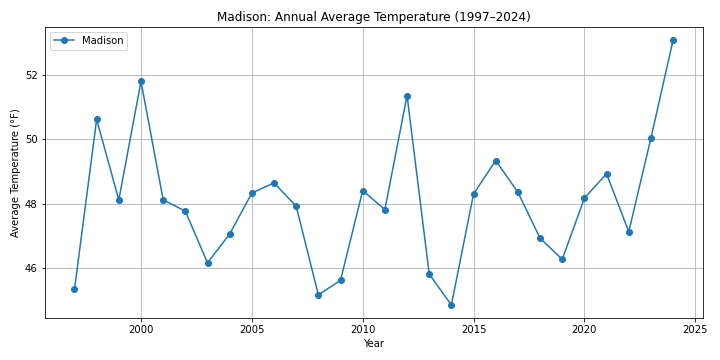 Madison: Annual Average Temperature (1997–2024)
Madison
52
50
48
46
Average Temperature (°F)
2000 2005 2010 2015 2020 2025
Year